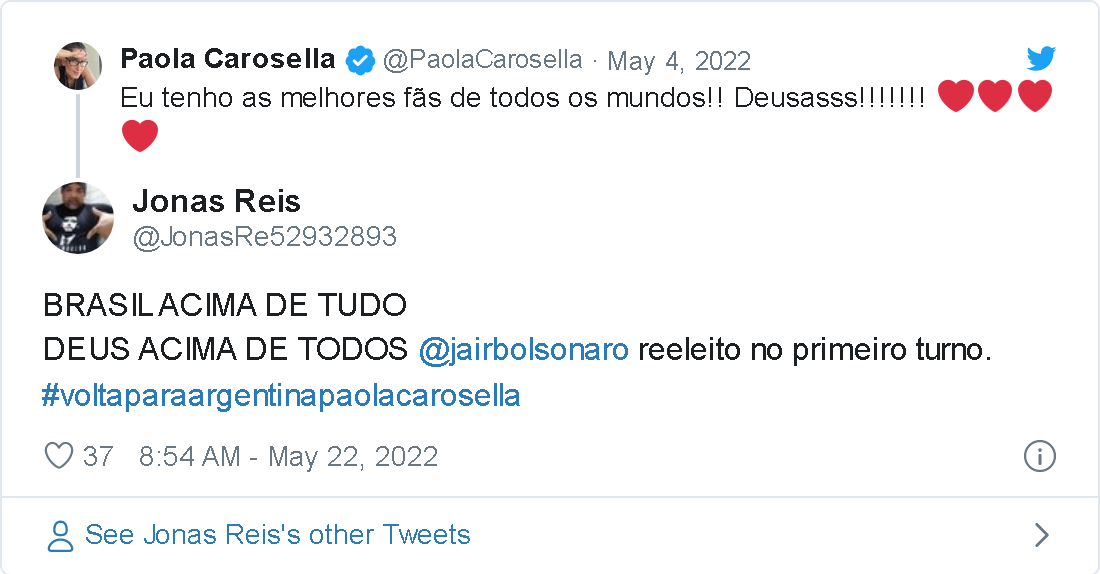 Paola Carosella @PaolaCarosella · May 4, 2022
Eu tenho as melhores fãs de todos os mundos!! Deusasss!!!!!!! ❤️❤️❤️
❤️
Jonas Reis
@JonasRe52932893
BRASIL ACIMA DE TUDO
DEUS ACIMA DE TODOS @jairbolsonaro reeleito no primeiro turno.
#voltaparaargentinapaolacarosella
37 8:54 AM - May 22, 2022
See Jonas Reis's other Tweets